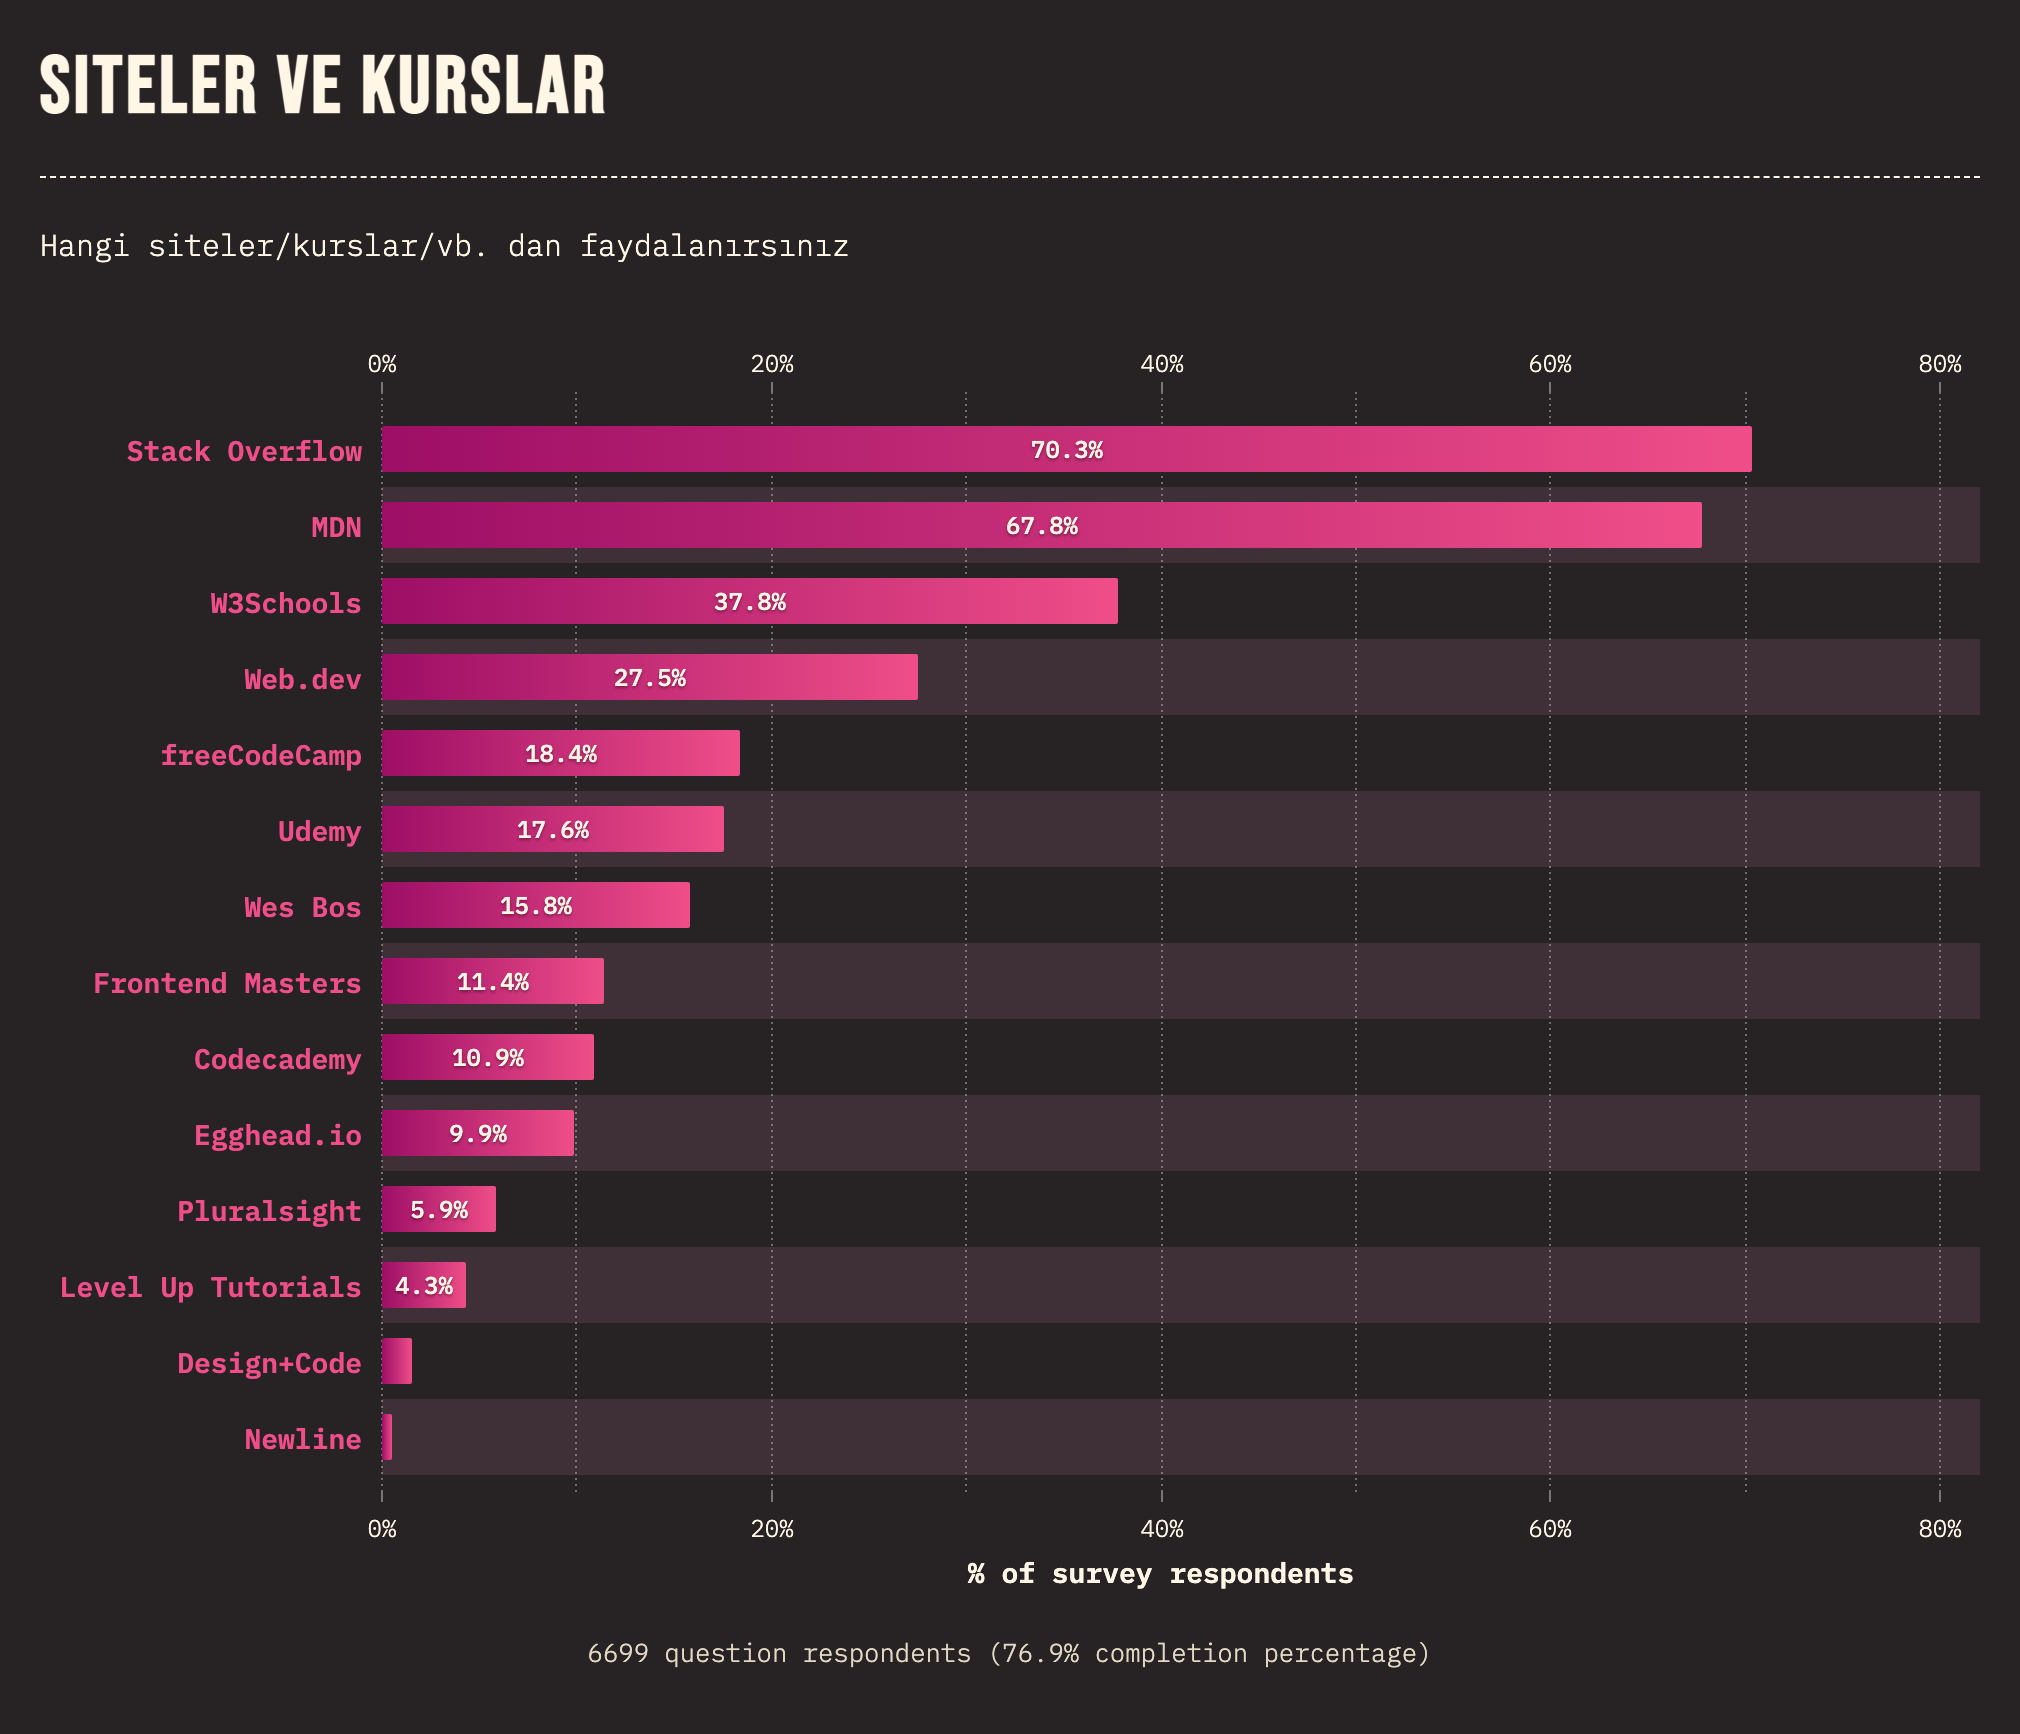 SITELER VE KURSLAR
Hangi siteler/kurslar/vb. dan faydalanırsınız
0% 20% 40% 60% 80%
Stack Overflow 70.3%
MDN 67.8%
W3Schools 37.8%
Web.dev 27.5%
freeCodeCamp 18.4%
Udemy 17.6%
Wes Bos 15.8%
Frontend Masters 11.4%
Codecademy 10.9%
Egghead.io 9.9%
Pluralsight 5.9%
Level Up Tutorials 4.3%
Design+Code
Newline
0% 20% 40% 60% 80%
% of survey respondents
6699 question respondents (76.9% completion percentage)